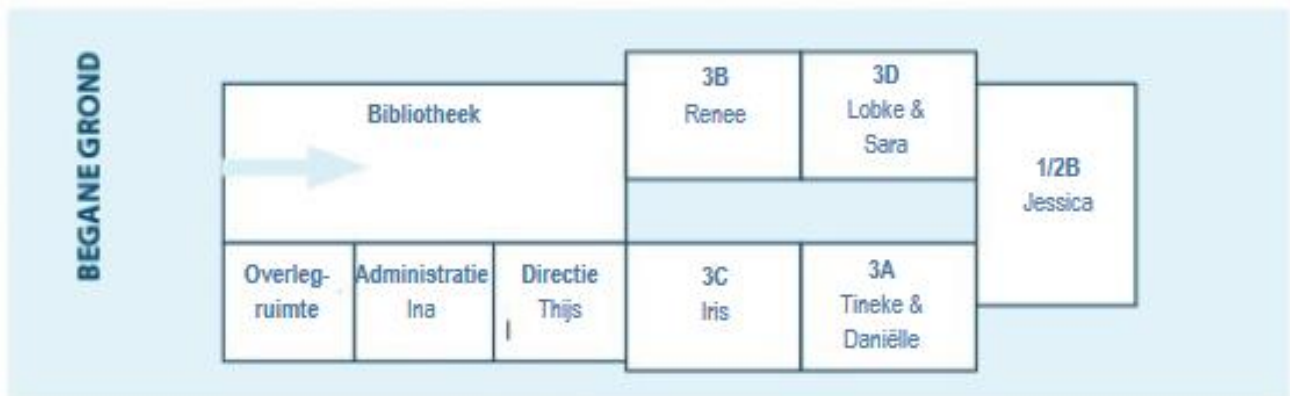 BEGANE GROND
Bibliotheek
3B
Renee
3D
Lobke &
Sara
1/2B
Jessica
Overleg-
ruimte
Administratie
Ina
Directie
Thijs
3C
Iris
3A
Tineke &
Daniëlle